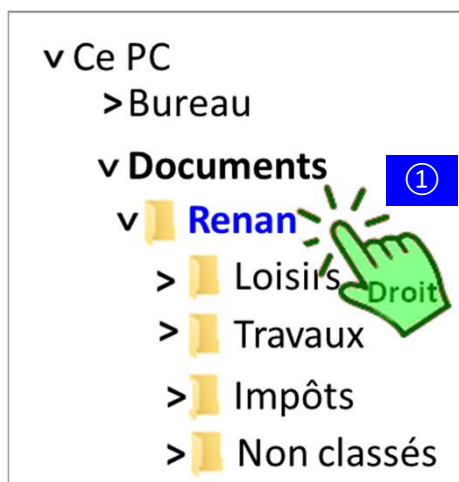 v Ce PC
> Bureau
v Documents
①
v Renan
> Loisirs
Droit
> Travaux
> Impôts
> Non classés